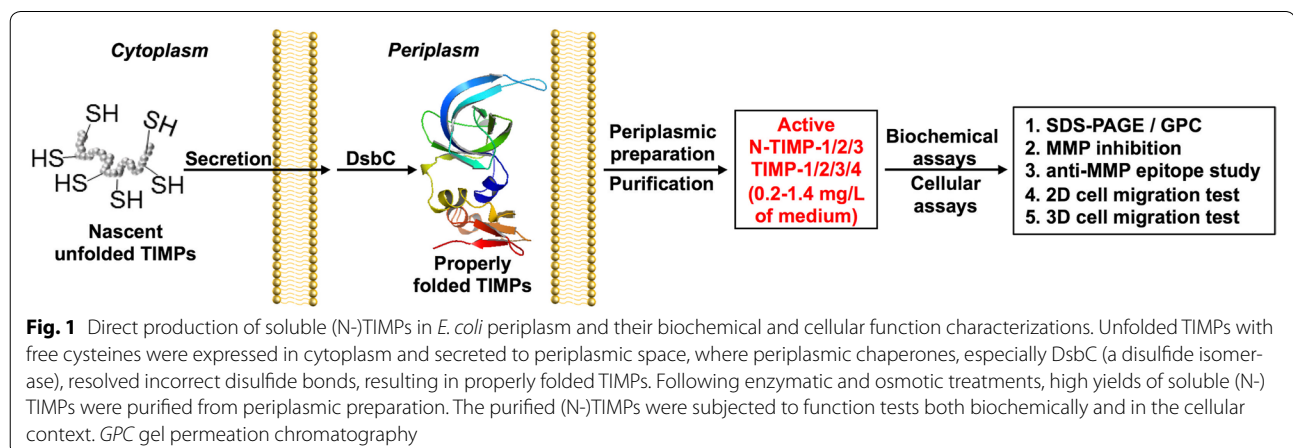 Cytoplasm
Periplasm
SH
SH
HS
HS
SH
SH
Nascent
unfolded TIMPs
Secretion
DsbC
Properly
folded TIMPs
Periplasmic
preparation
Purification
Active
N-TIMP-1/2/3
TIMP-1/2/3/4
(0.2-1.4 mg/L
of medium)
Biochemical
assays
Cellular
assays
1. SDS-PAGE / GPC
2. MMP inhibition
3. anti-MMP epitope study
4. 2D cell migration test
5. 3D cell migration test
Fig. 1 Direct production of soluble (N-)TIMPs in E. coli periplasm and their biochemical and cellular function characterizations. Unfolded TIMPs with
free cysteines were expressed in cytoplasm and secreted to periplasmic space, where periplasmic chaperones, especially DsbC (a disulfide isomer-
ase), resolved incorrect disulfide bonds, resulting in properly folded TIMPs. Following enzymatic and osmotic treatments, high yields of soluble (N-)
TIMPs were purified from periplasmic preparation. The purified (N-)TIMPs were subjected to function tests both biochemically and in the cellular
context. GPC gel permeation chromatography